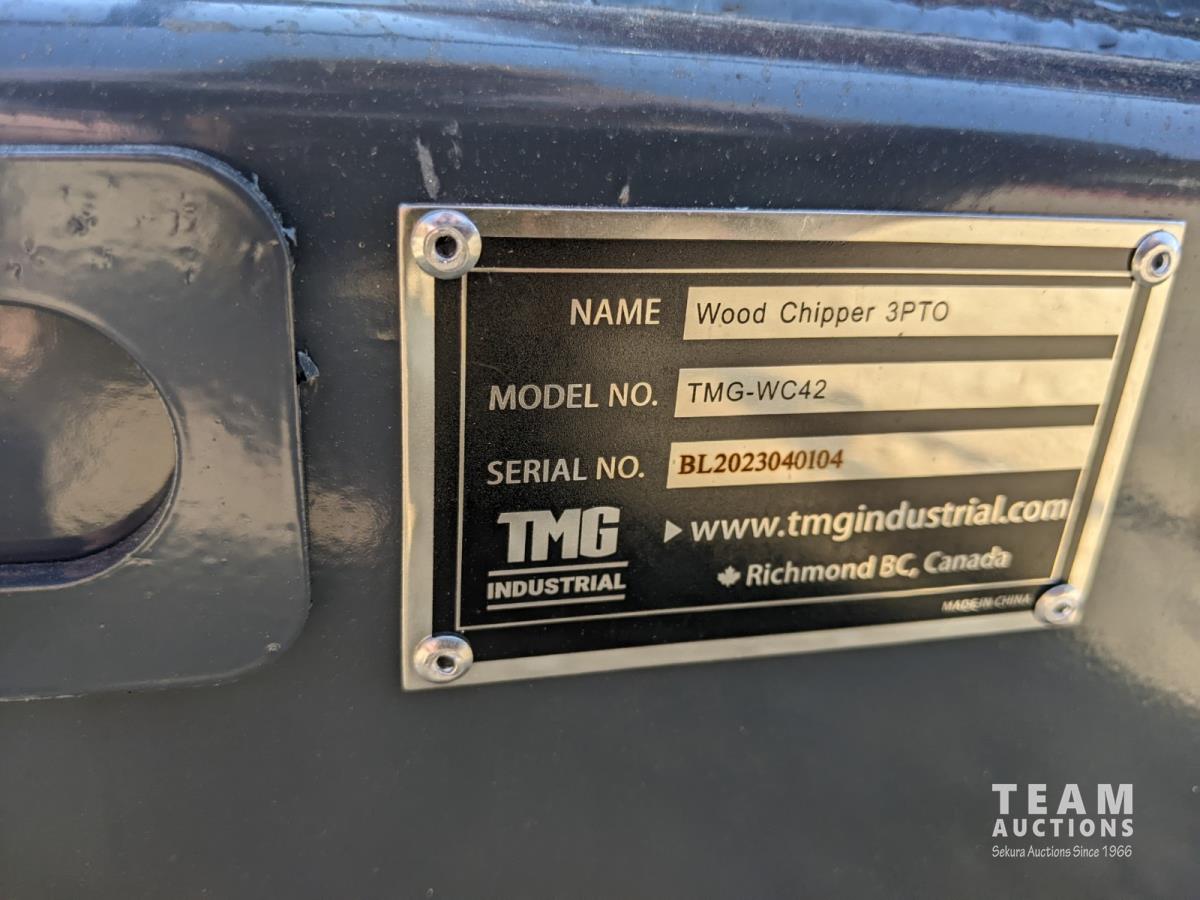 NAME Wood Chipper 3PTO
MODEL NO. TMG-WC42
SERIAL NO. BL2023040104
TMG
INDUSTRIAL
www.tmgindustrial.com
Richmond BC, Canada
MADE IN CHINA
TEAM
AUCTIONS
Sekura Auctions Since 1966